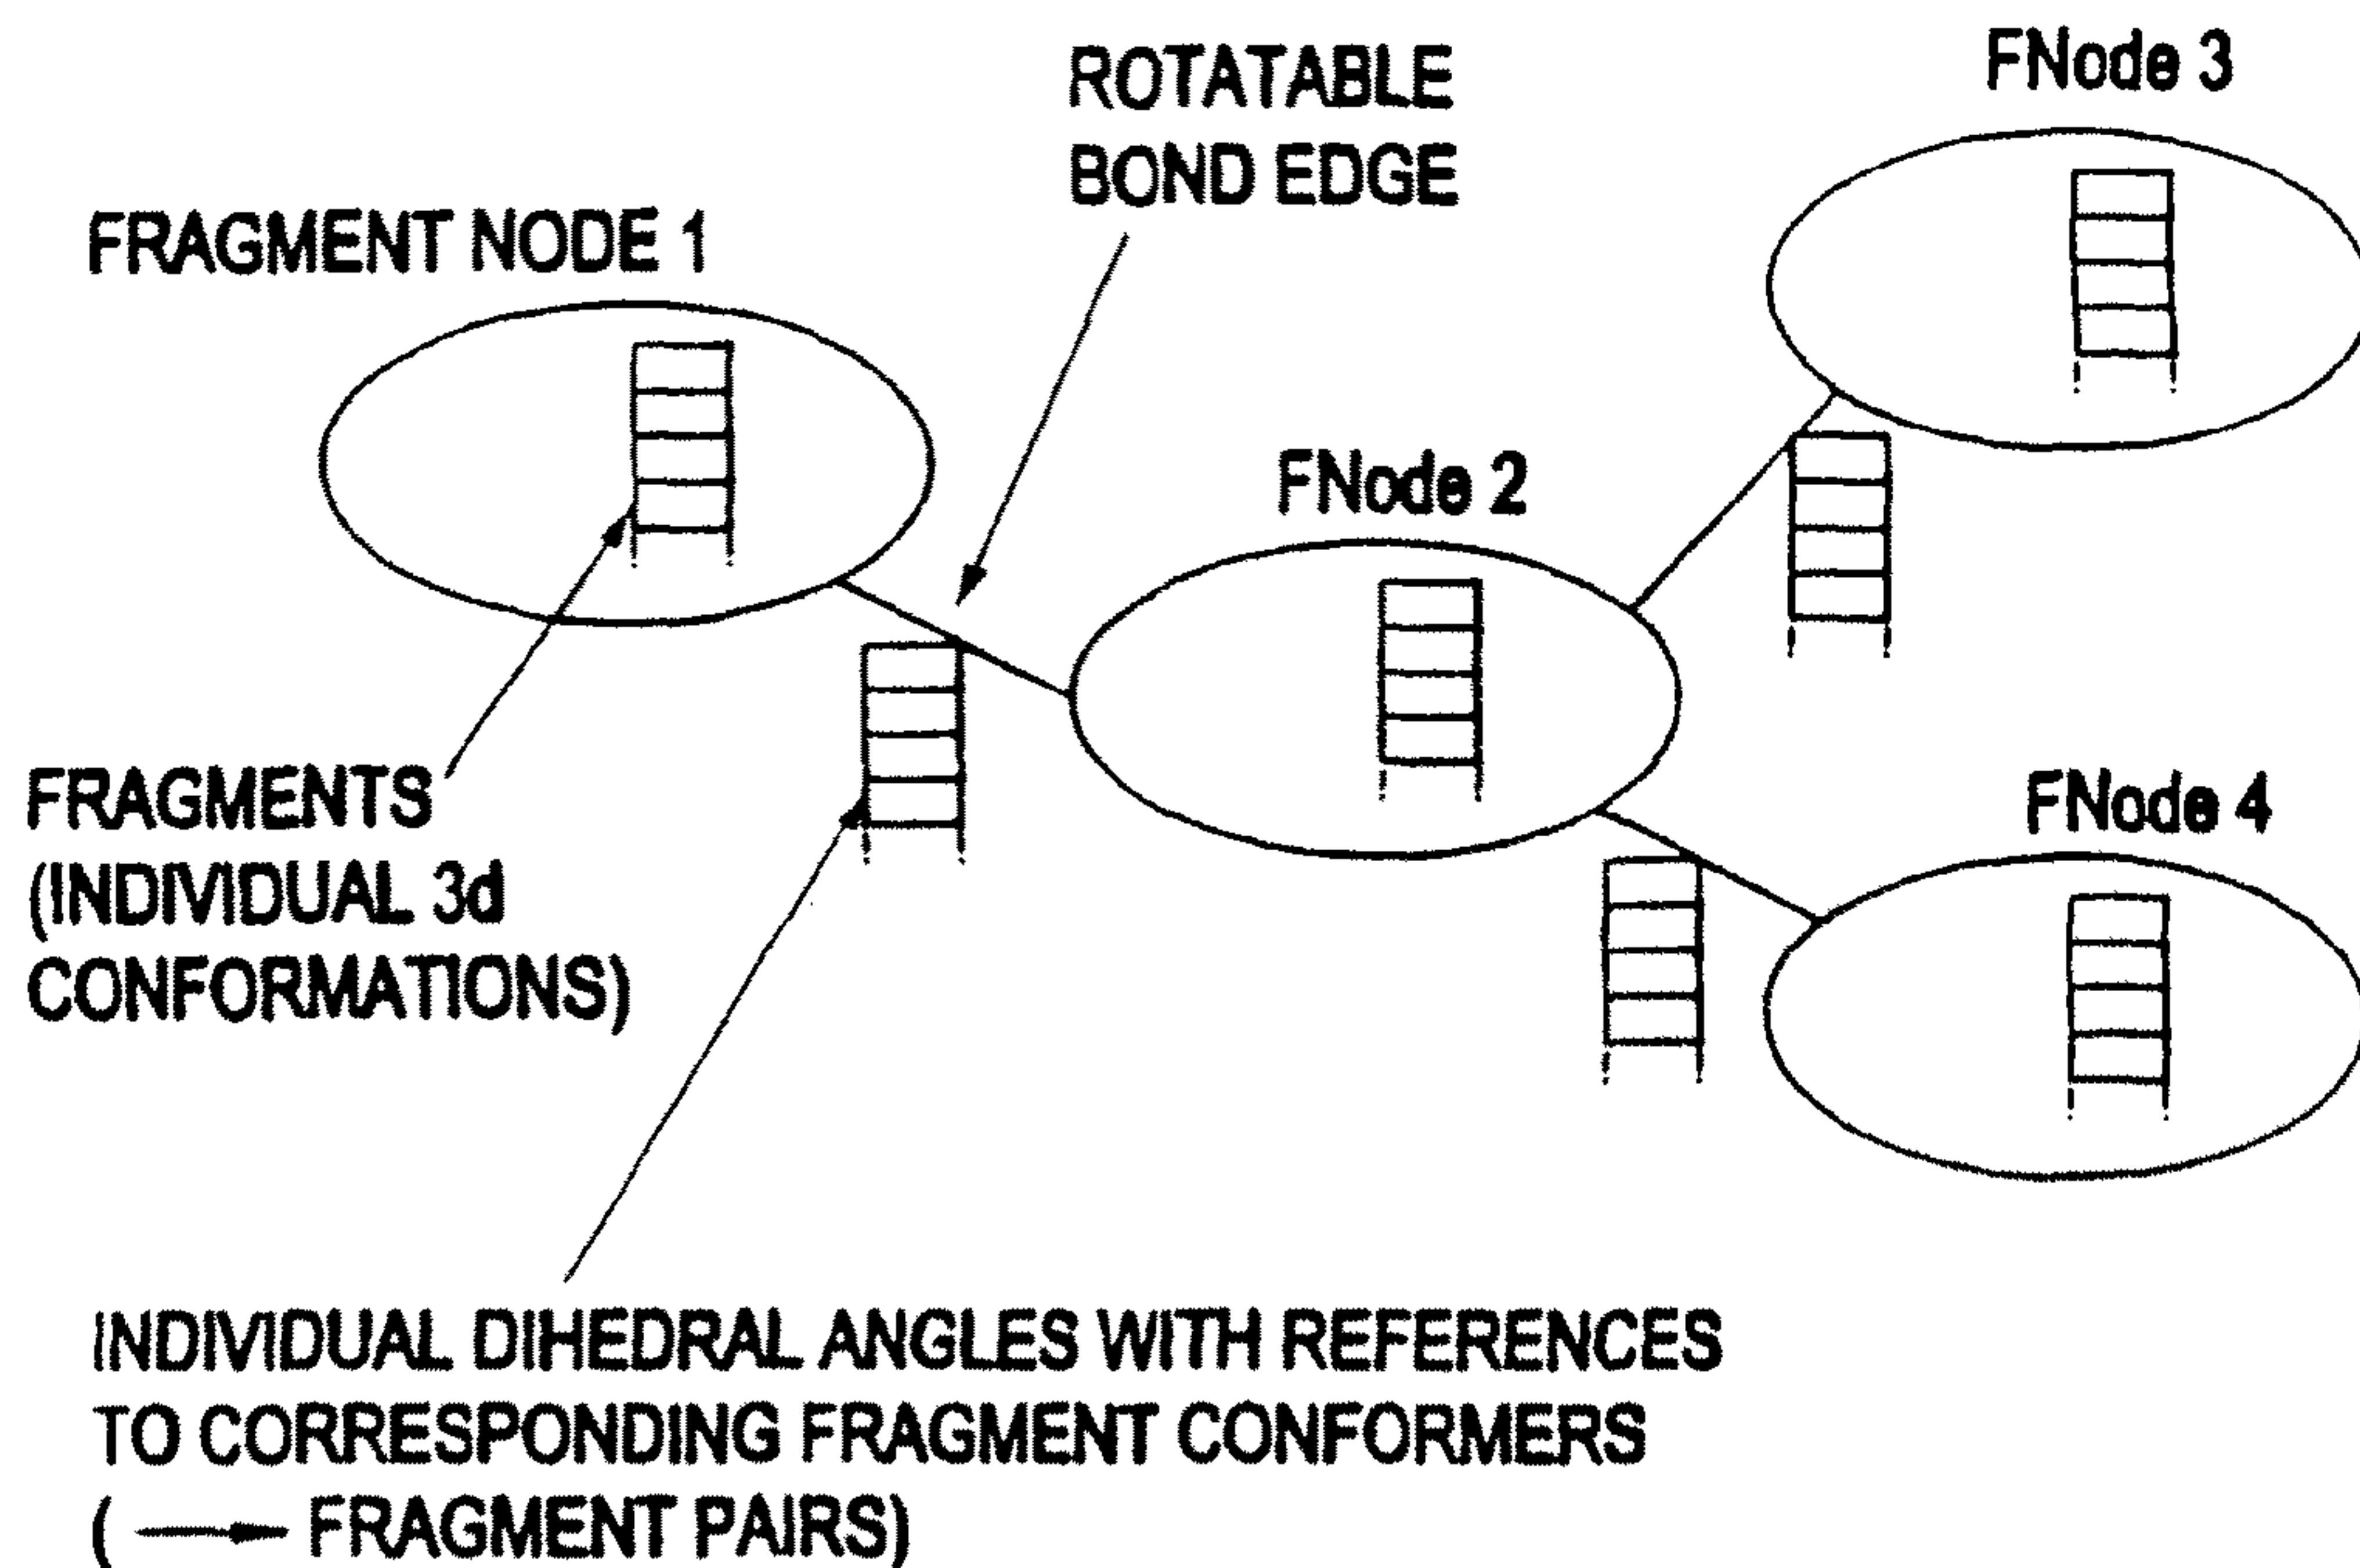 ROTATABLE
BOND EDGE
FNode 3
FRAGMENT NODE 1
FNode 2
FRAGMENTS
(INDIVIDUAL 3d
CONFORMATIONS)
FNode 4
INDIVIDUAL DIHEDRAL ANGLES WITH REFERENCES
TO CORRESPONDING FRAGMENT CONFORMERS
( → FRAGMENT PAIRS)